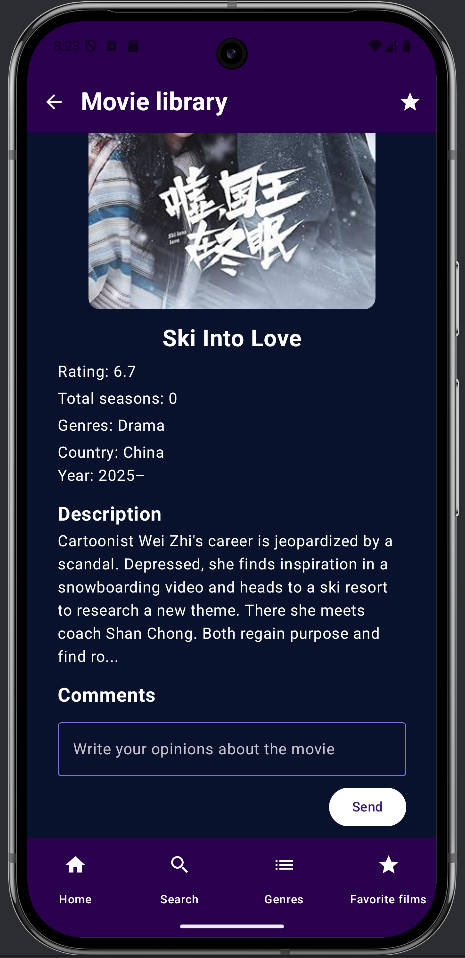 8:23
Movie library
嘘,国王
在冬眠
Ski Into
love
Ski Into Love
Rating: 6.7
Total seasons: 0
Genres: Drama
Country: China
Year: 2025–
Description
Cartoonist Wei Zhi's career is jeopardized by a
scandal. Depressed, she finds inspiration in a
snowboarding video and heads to a ski resort
to research a new theme. There she meets
coach Shan Chong. Both regain purpose and
find ro...
Comments
Write your opinions about the movie
Send
Home
Search
Genres
Favorite films